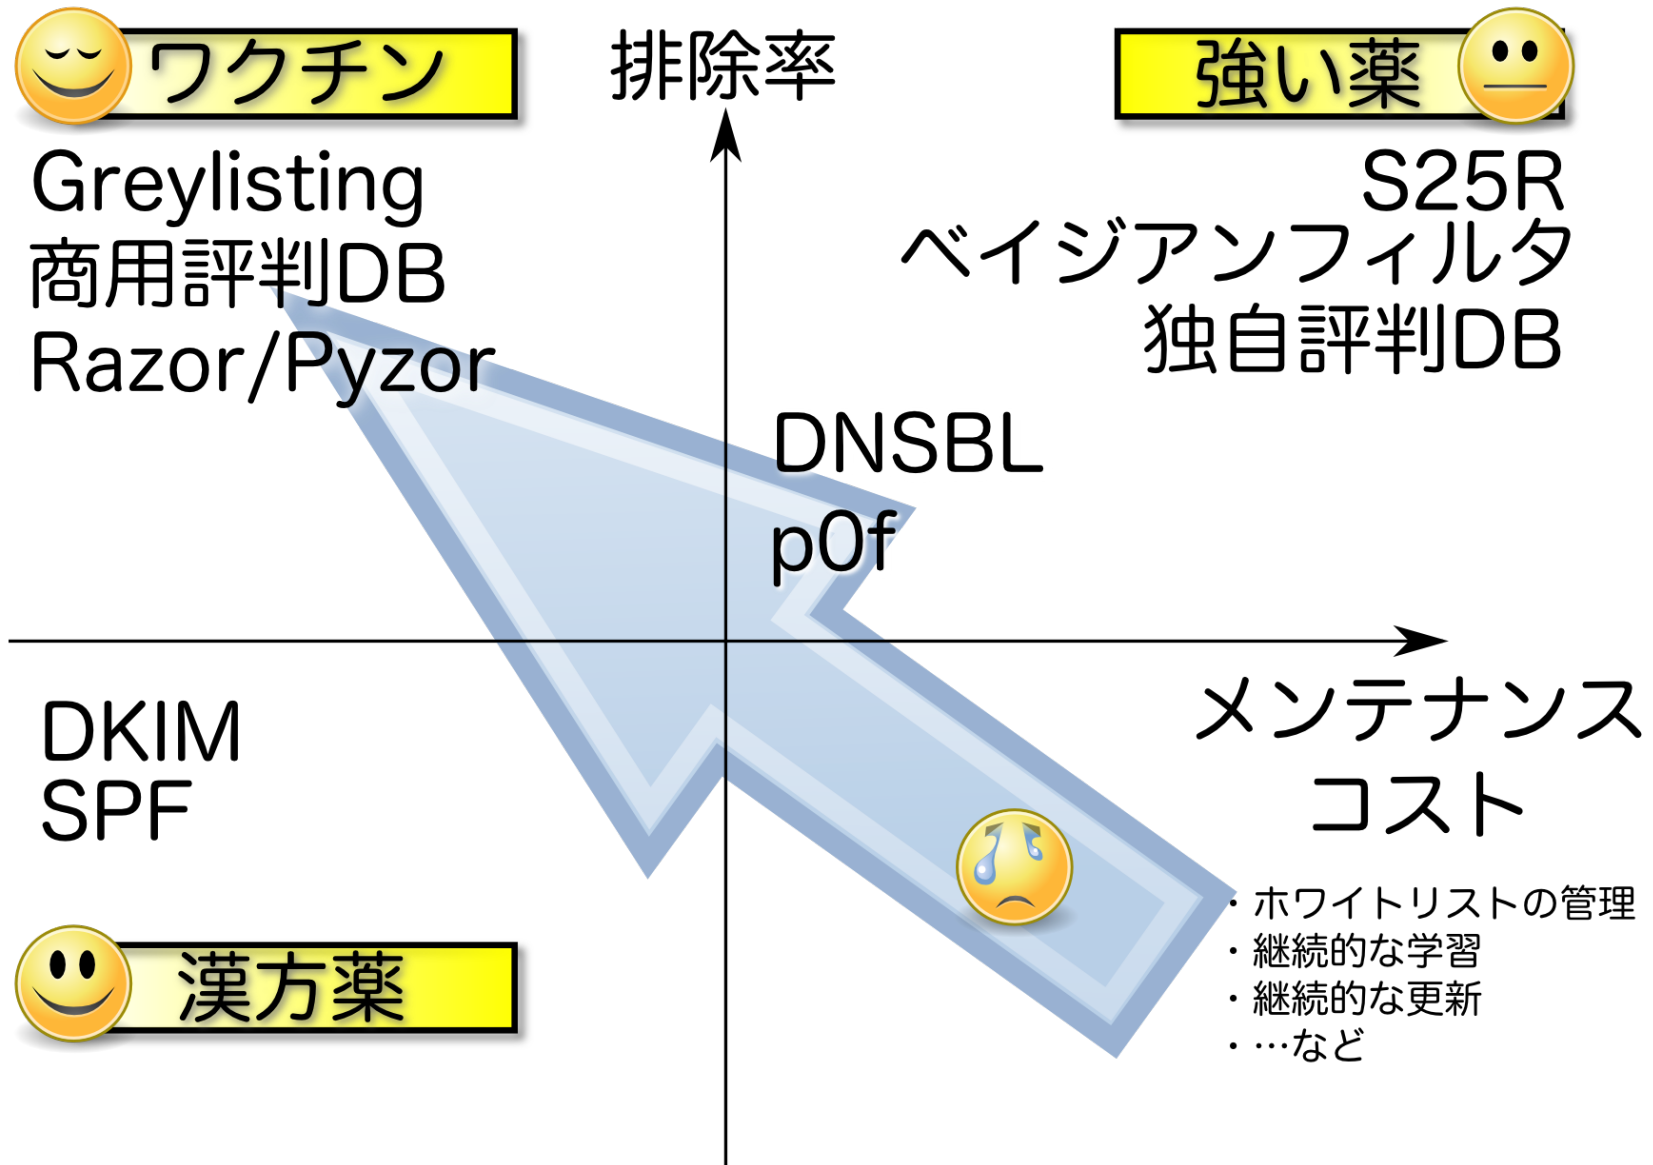 ワクチン
排除率
強い薬
Greylisting
商用評判DB
Razor/Pyzor
S25R
ベイジアンフィルタ
独自評判DB
DNSBL
p0f
メンテナンス
コスト
DKIM
SPF
・ホワイトリストの管理
・継続的な学習
・継続的な更新
・…など
漢方薬